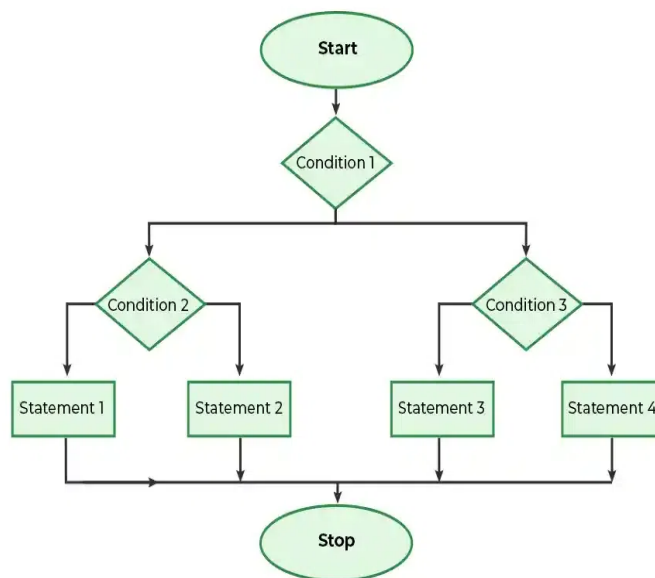 Start
Condition 1
Condition 2
Condition 3
Statement 1
Statement 2
Statement 3
Statement 4
Stop